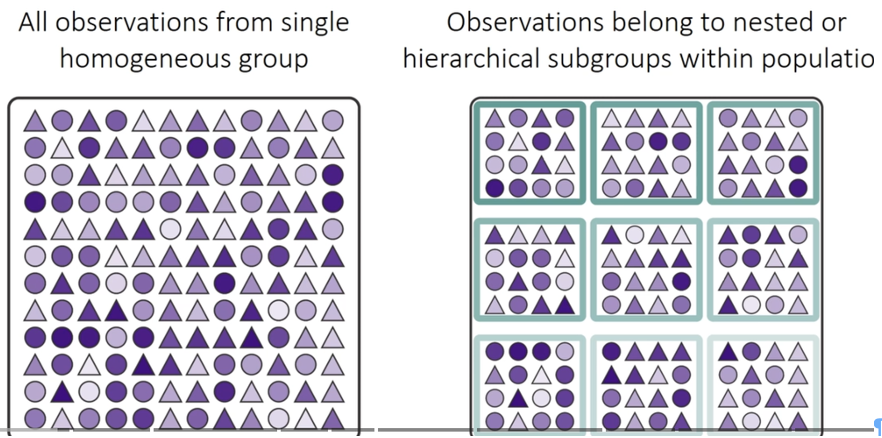 All observations from single
homogeneous group
Observations belong to nested or
hierarchical subgroups within populatio